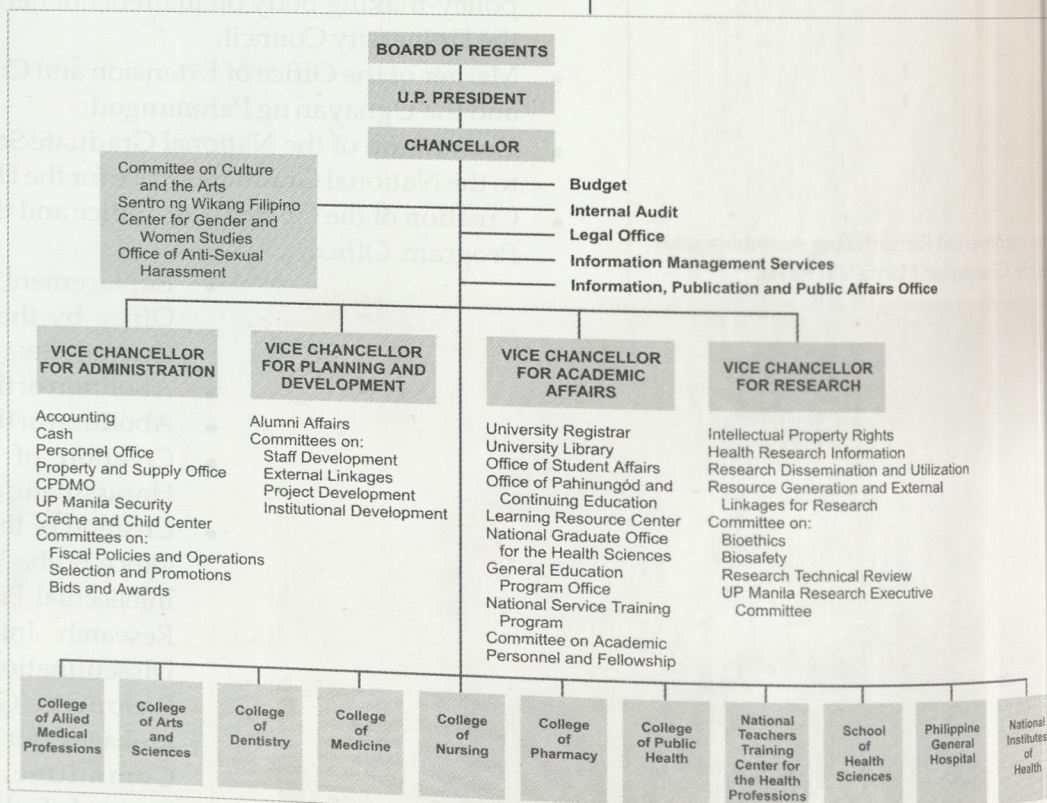 BOARD OF REGENTS
U.P. PRESIDENT
CHANCELLOR
Committee on Culture
and the Arts
Sentro ng Wikang Filipino
Center for Gender and
Women Studies
Office of Anti-Sexual
Harassment
Budget
Internal Audit
Legal Office
Information Management Services
Information, Publication and Public Affairs Office
VICE CHANCELLOR
FOR ADMINISTRATION
Accounting
Cash
Personnel Office
Property and Supply Office
CPDMO
UP Manila Security
Creche and Child Center
Committees on:
Fiscal Policies and Operations
Selection and Promotions
Bids and Awards
VICE CHANCELLOR
FOR PLANNING AND
DEVELOPMENT
Alumni Affairs
Committees on:
Staff Development
External Linkages
Project Development
Institutional Development
VICE CHANCELLOR
FOR ACADEMIC
AFFAIRS
University Registrar
University Library
Office of Student Affairs
Office of Pahinungód and
Continuing Education
Learning Resource Center
National Graduate Office
for the Health Sciences
General Education
Program Office
National Service Training
Program
Committee on Academic
Personnel and Fellowship
VICE CHANCELLOR
FOR RESEARCH
Intellectual Property Rights
Health Research Information
Research Dissemination and Utilization
Resource Generation and External
Linkages for Research
Committee on:
Bioethics
Biosafety
Research Technical Review
UP Manila Research Executive
Committee
College
of Allied
Medical
Professions
College
of Arts
and
Sciences
College
of
Dentistry
College
of
Medicine
College
of
Nursing
College
of
Pharmacy
College
of Public
Health
National
Teachers
Training
Center for
the Health
Professions
School
of
Health
Sciences
Philippine
General
Hospital
National
Institutes
of
Health